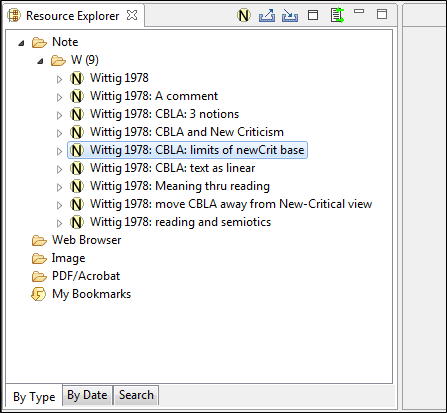 Resource Explorer
Note
W (9)
N Wittig 1978
N Wittig 1978: A comment
N Wittig 1978: CBLA: 3 notions
N Wittig 1978: CBLA and New Criticism
N Wittig 1978: CBLA: limits of newCrit base
N Wittig 1978: CBLA: text as linear
N Wittig 1978: Meaning thru reading
N Wittig 1978: move CBLA away from New-Critical view
N Wittig 1978: reading and semiotics
Web Browser
Image
PDF/Acrobat
My Bookmarks
By Type By Date Search